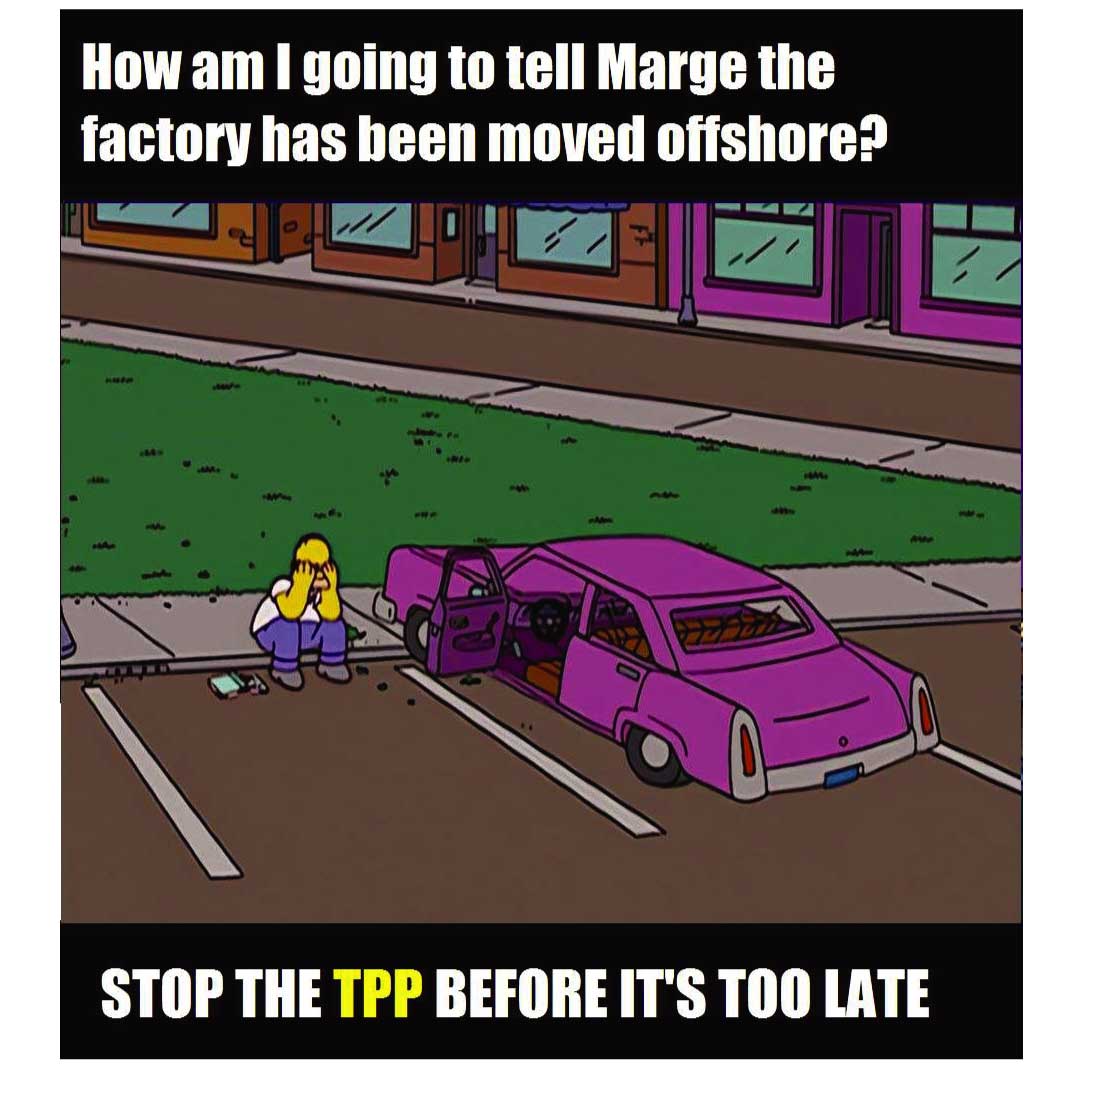 How am I going to tell Marge the
factory has been moved offshore?
STOP THE TPP BEFORE IT'S TOO LATE